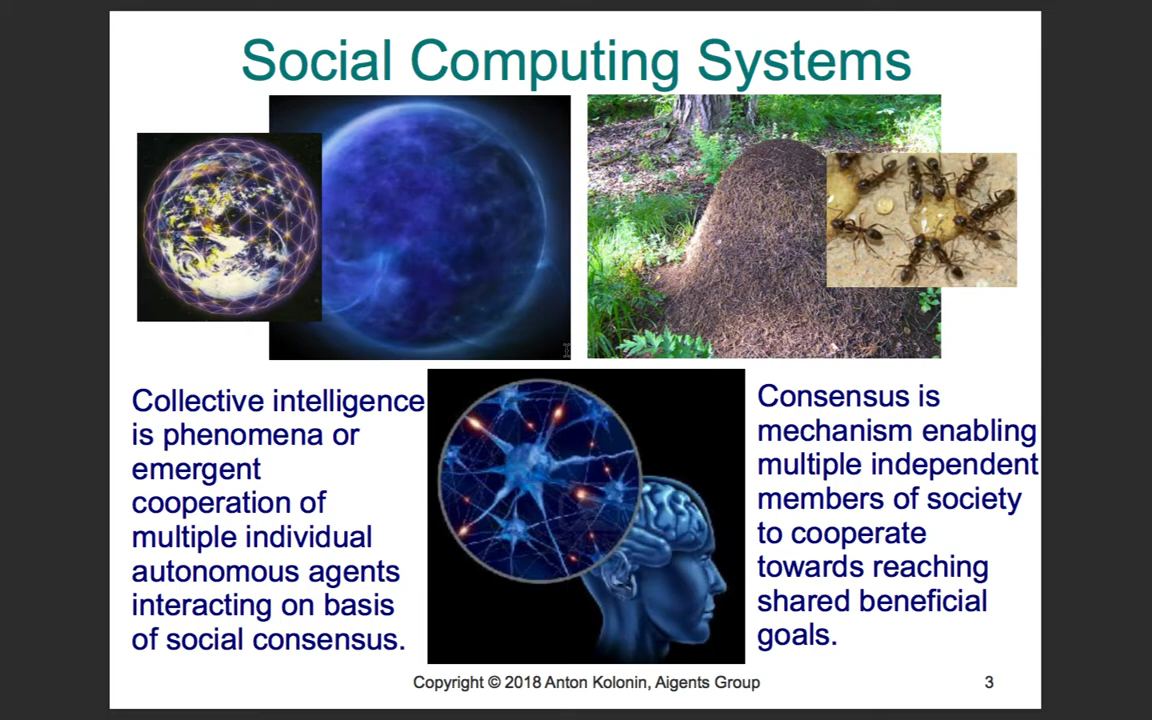 Social Computing Systems
Collective intelligence
is phenomena or
emergent
cooperation of
multiple individual
autonomous agents
interacting on basis
of social consensus.
Consensus is
mechanism enabling
multiple independent
members of society
to cooperate
towards reaching
shared beneficial
goals.
Copyright © 2018 Anton Kolonin, Aigents Group
3